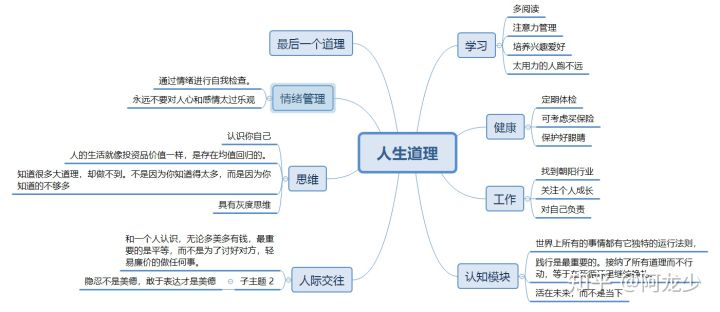 人生道理
学习
多阅读
注意力管理
培养兴趣爱好
太用力的人跑不远
健康
定期体检
可考虑买保险
保护好眼睛
工作
找到朝阳行业
关注个人成长
对自己负责
认知模块
世界上所有的事情都有它独特的运行法则,
践行是最重要的。接纳了所有道理而不行
动,等于在死循环里继续挣扎
活在未来,而不是当下
最后一个道理
情绪管理
通过情绪进行自我检查。
永远不要对人心和感情太过乐观
思维
认识你自己
人的生活就像投资品价值一样,是存在均值回归的。
知道很多大道理,却做不到。不是因为你知道得太多,而是因为你
知道的不够多
具有灰度思维
人际交往
和一个人认识,无论多美多有钱,最重
要的是平等,而不是为了讨好对方,轻
易廉价的做任何事。
子主题 2
隐忍不是美德,敢于表达才是美德
知乎 @阿龙少